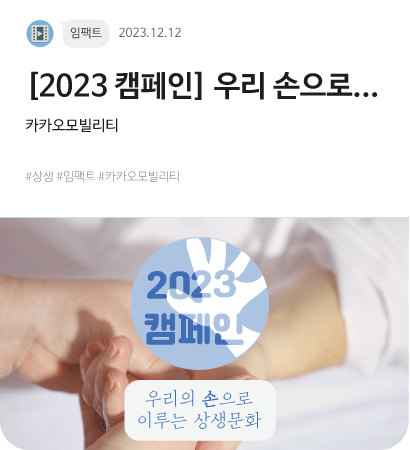 임팩트 2023.12.12
[2023 캠페인] 우리 손으로...
카카오모빌리티
#상생 #임팩트 #카카오모빌리티
2023
캠페인
우리의 손으로
이루는 상생문화